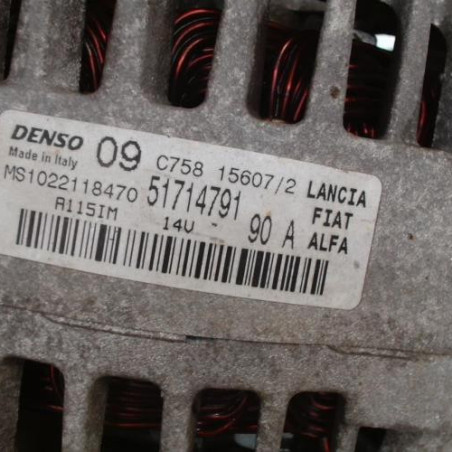 DENSO 09 C758 15607/2 LANCIA
Made in Italy
MS1022118470 51714791 FIAT
A115IM 14V - 90 A ALFA